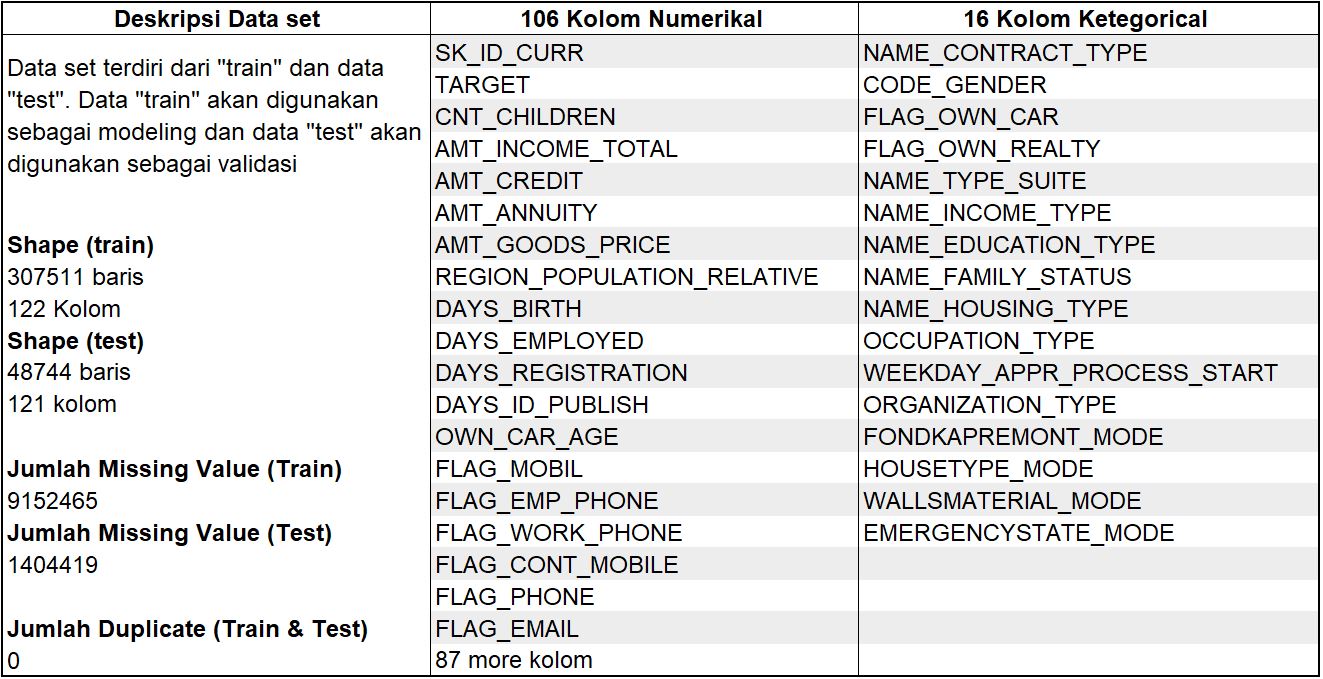 Deskripsi Data set
Data set terdiri dari "train" dan data
"test". Data "train" akan digunakan
sebagai modeling dan data "test" akan
digunakan sebagai validasi
Shape (train)
307511 baris
122 Kolom
Shape (test)
48744 baris
121 kolom
Jumlah Missing Value (Train)
9152465
Jumlah Missing Value (Test)
1404419
Jumlah Duplicate (Train & Test)
0
106 Kolom Numerikal
SK_ID_CURR
TARGET
CNT_CHILDREN
AMT_INCOME_TOTAL
AMT_CREDIT
AMT_ANNUITY
AMT_GOODS_PRICE
REGION_POPULATION_RELATIVE
DAYS_BIRTH
DAYS_EMPLOYED
DAYS_REGISTRATION
DAYS_ID_PUBLISH
OWN_CAR_AGE
FLAG_MOBIL
FLAG_EMP_PHONE
FLAG_WORK_PHONE
FLAG_CONT_MOBILE
FLAG_PHONE
FLAG_EMAIL
87 more kolom
16 Kolom Ketegorical
NAME_CONTRACT_TYPE
CODE_GENDER
FLAG_OWN_CAR
FLAG_OWN_REALTY
NAME_TYPE_SUITE
NAME_INCOME_TYPE
NAME_EDUCATION_TYPE
NAME_FAMILY_STATUS
NAME_HOUSING_TYPE
OCCUPATION_TYPE
WEEKDAY_APPR_PROCESS_START
ORGANIZATION_TYPE
FONDKAPREMONT_MODE
HOUSETYPE_MODE
WALLSMATERIAL_MODE
EMERGENCYSTATE_MODE